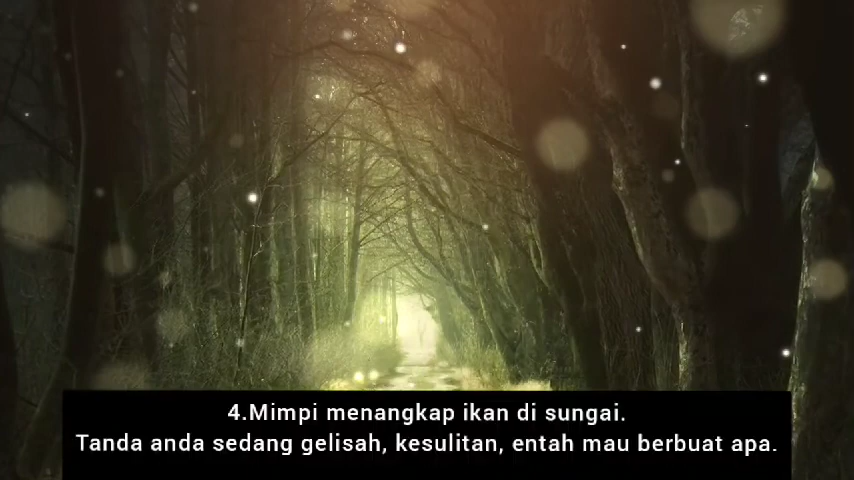 4.Mimpi menangkap ikan di sungai.
Tanda anda sedang gelisah, kesulitan, entah mau berbuat apa.